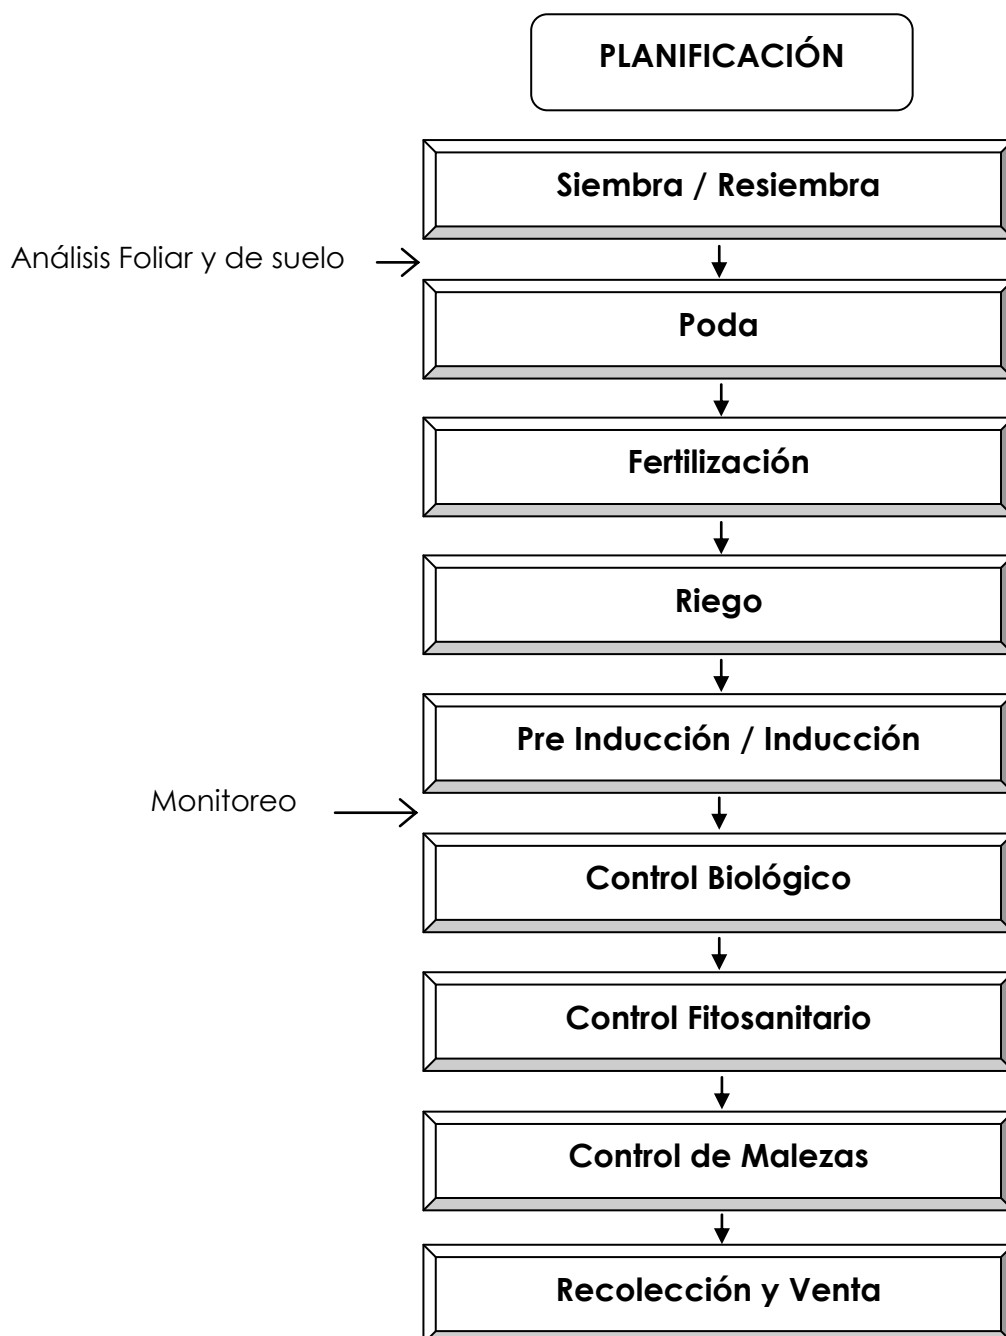 PLANIFICACIÓN
Siembra / Resiembra
Análisis Foliar y de suelo
Poda
Fertilización
Riego
Pre Inducción / Inducción
Monitoreo
Control Biológico
Control Fitosanitario
Control de Malezas
Recolección y Venta